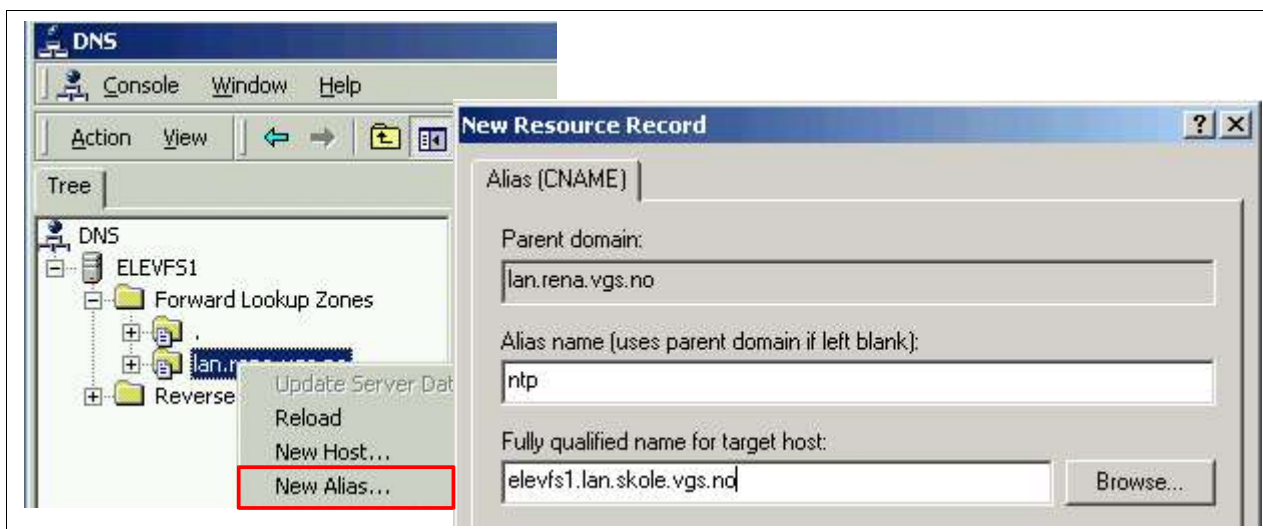 DNS
Console Window Help
Action View
Tree
DNS
ELEVFS1
Forward Lookup Zones
.
Reverse
Update Server Dat
Reload
New Host...
New Alias...
New Resource Record
Alias (CNAME)
Parent domain:
lan.rena.vgs.no
Alias name (uses parent domain if left blank):
ntp
Fully qualified name for target host:
elevfs1.lan.skole.vgs.no
Browse...